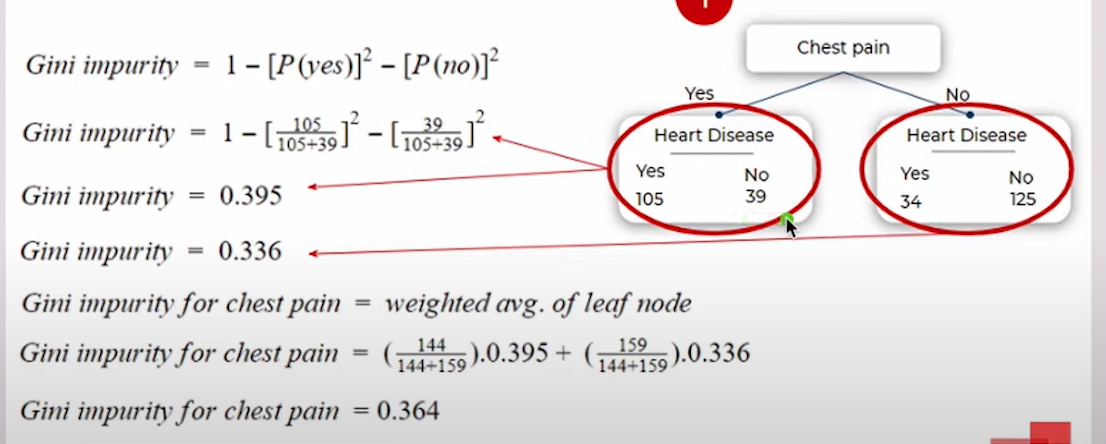 Gini impurity = 1 – [P(yes)]² – [P(no)]²
Gini impurity = 1 – [105/105+39]² – [39/105+39]²
Gini impurity = 0.395
Gini impurity = 0.336
Gini impurity for chest pain = weighted avg. of leaf node
Gini impurity for chest pain = (144/144+159).0.395 + (159/144+159).0.336
Gini impurity for chest pain = 0.364
Chest pain
Yes
No
Heart Disease
Yes No
105 39
Heart Disease
Yes No
34 125